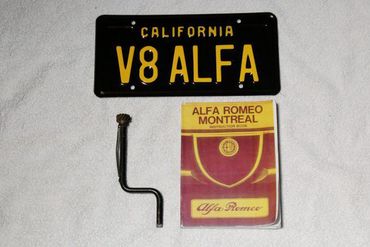 CALIFORNIA
V8 ALFA
ALFA ROMEO
MONTREAL
INSTRUCTION BOOK
Alfa Romeo